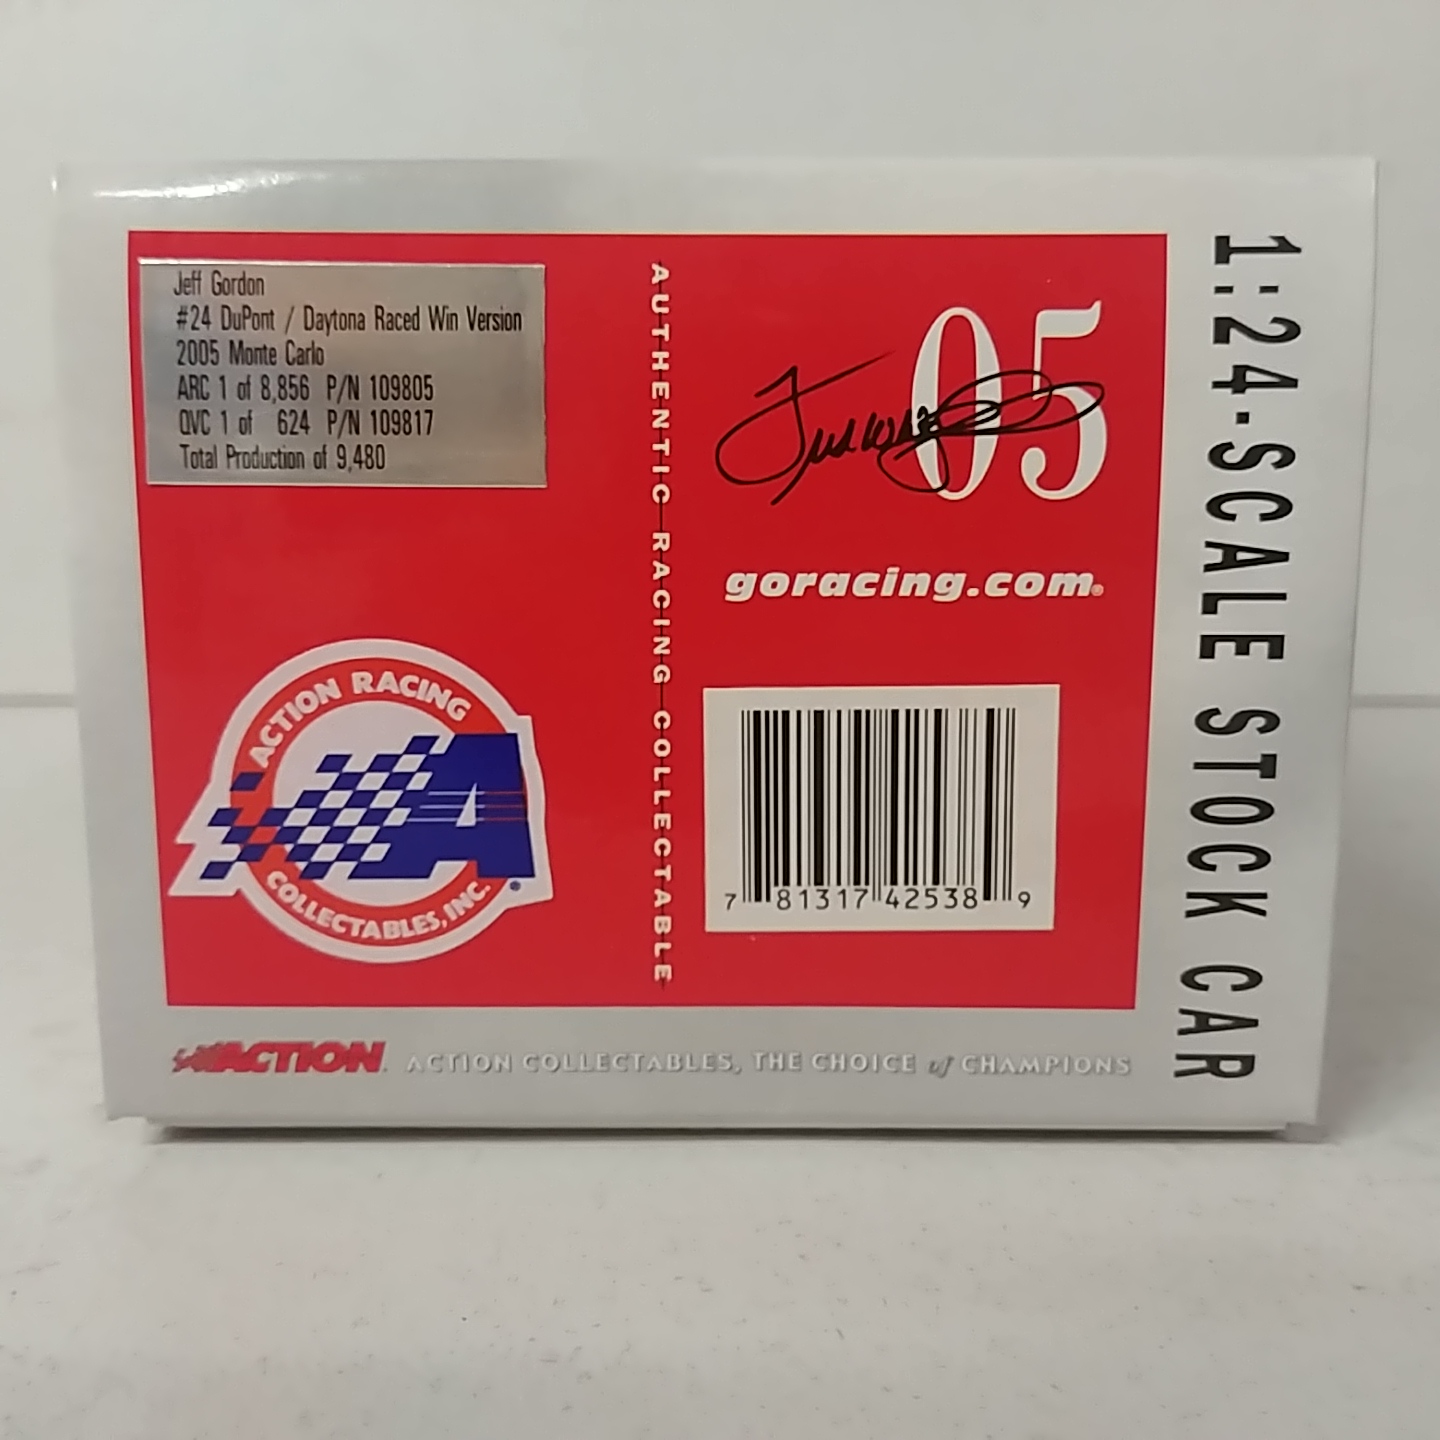 Jeff Gordon
#24 DuPont / Daytona Raced Win Version
2005 Monte Carlo
ARC 1 of 8,856 P/N 109805
QVC 1 of 624 P/N 109817
Total Production of 9,480
AUTHENTIC RACING COLLECTABLE
05
goracing.com®
ACTION RACING
A
COLLECTABLES, INC.
7 81317 42538 9
1:24-SCALE STOCK CAR
ACTION
ACTION COLLECTABLES, THE CHOICE of CHAMPIONS